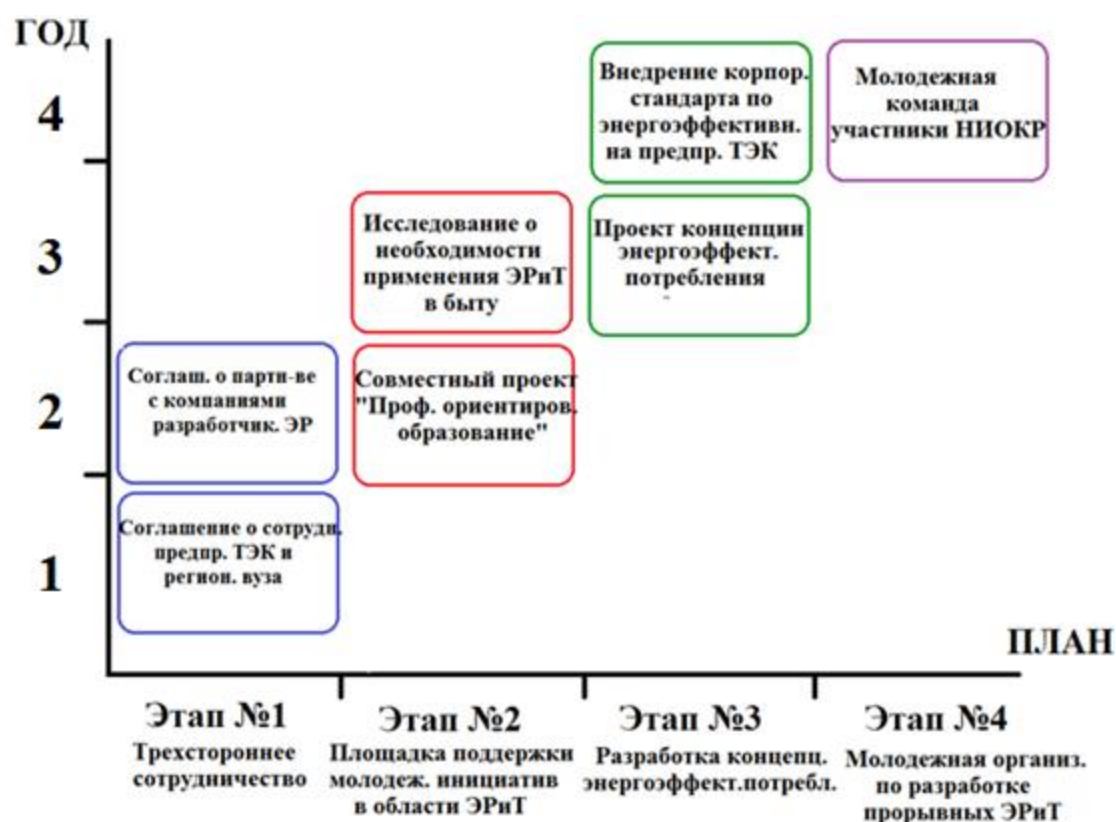 ГОД
4
Внедрение корпор.
стандарта по
энергоэффективн.
на предпр. ТЭК
Молодежная
команда
участники НИОКР
3
Исследование о
необходимости
применения ЭРиТ
в быту
Проект концепции
энергоэффект.
потребления
2
Соглаш. о парти-ве
с компаниями
разработчик. ЭР
Совместный проект
"Проф. ориентиров.
образование"
1
Соглашение о сотрудн.
предпр. ТЭК и
регион. вуза
ПЛАН
Этап №1
Трехстороннее
сотрудничество
Этап №2
Площадка поддержки
молодеж. инициатив
в области ЭРиТ
Этап №3
Разработка концепц.
энергоэффект.потребл.
Этап №4
Молодежная организ.
по разработке
прорывных ЭРиТ